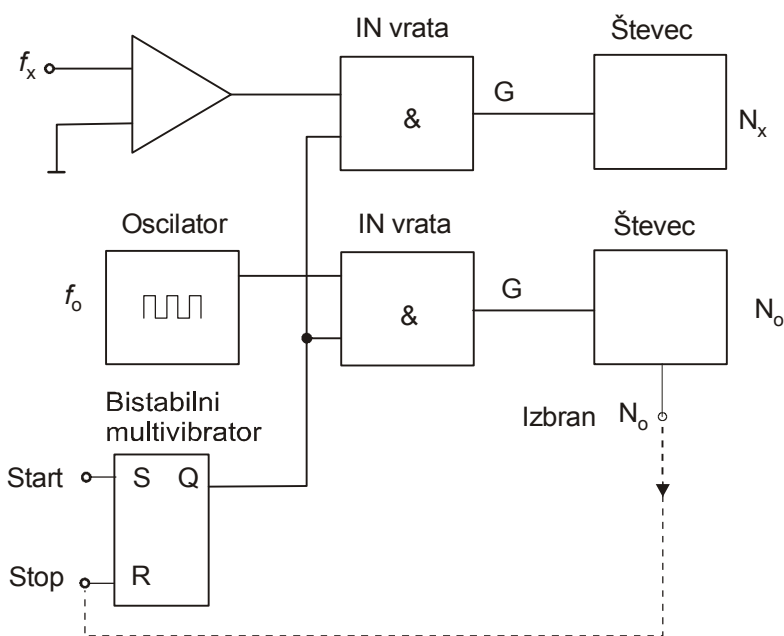 IN vrata
Števec
fx
&
G
Nx
Oscilator
IN vrata
Števec
fo
&
G
No
Bistabilni
multivibrator
Izbran No
Start
S Q
Stop
R